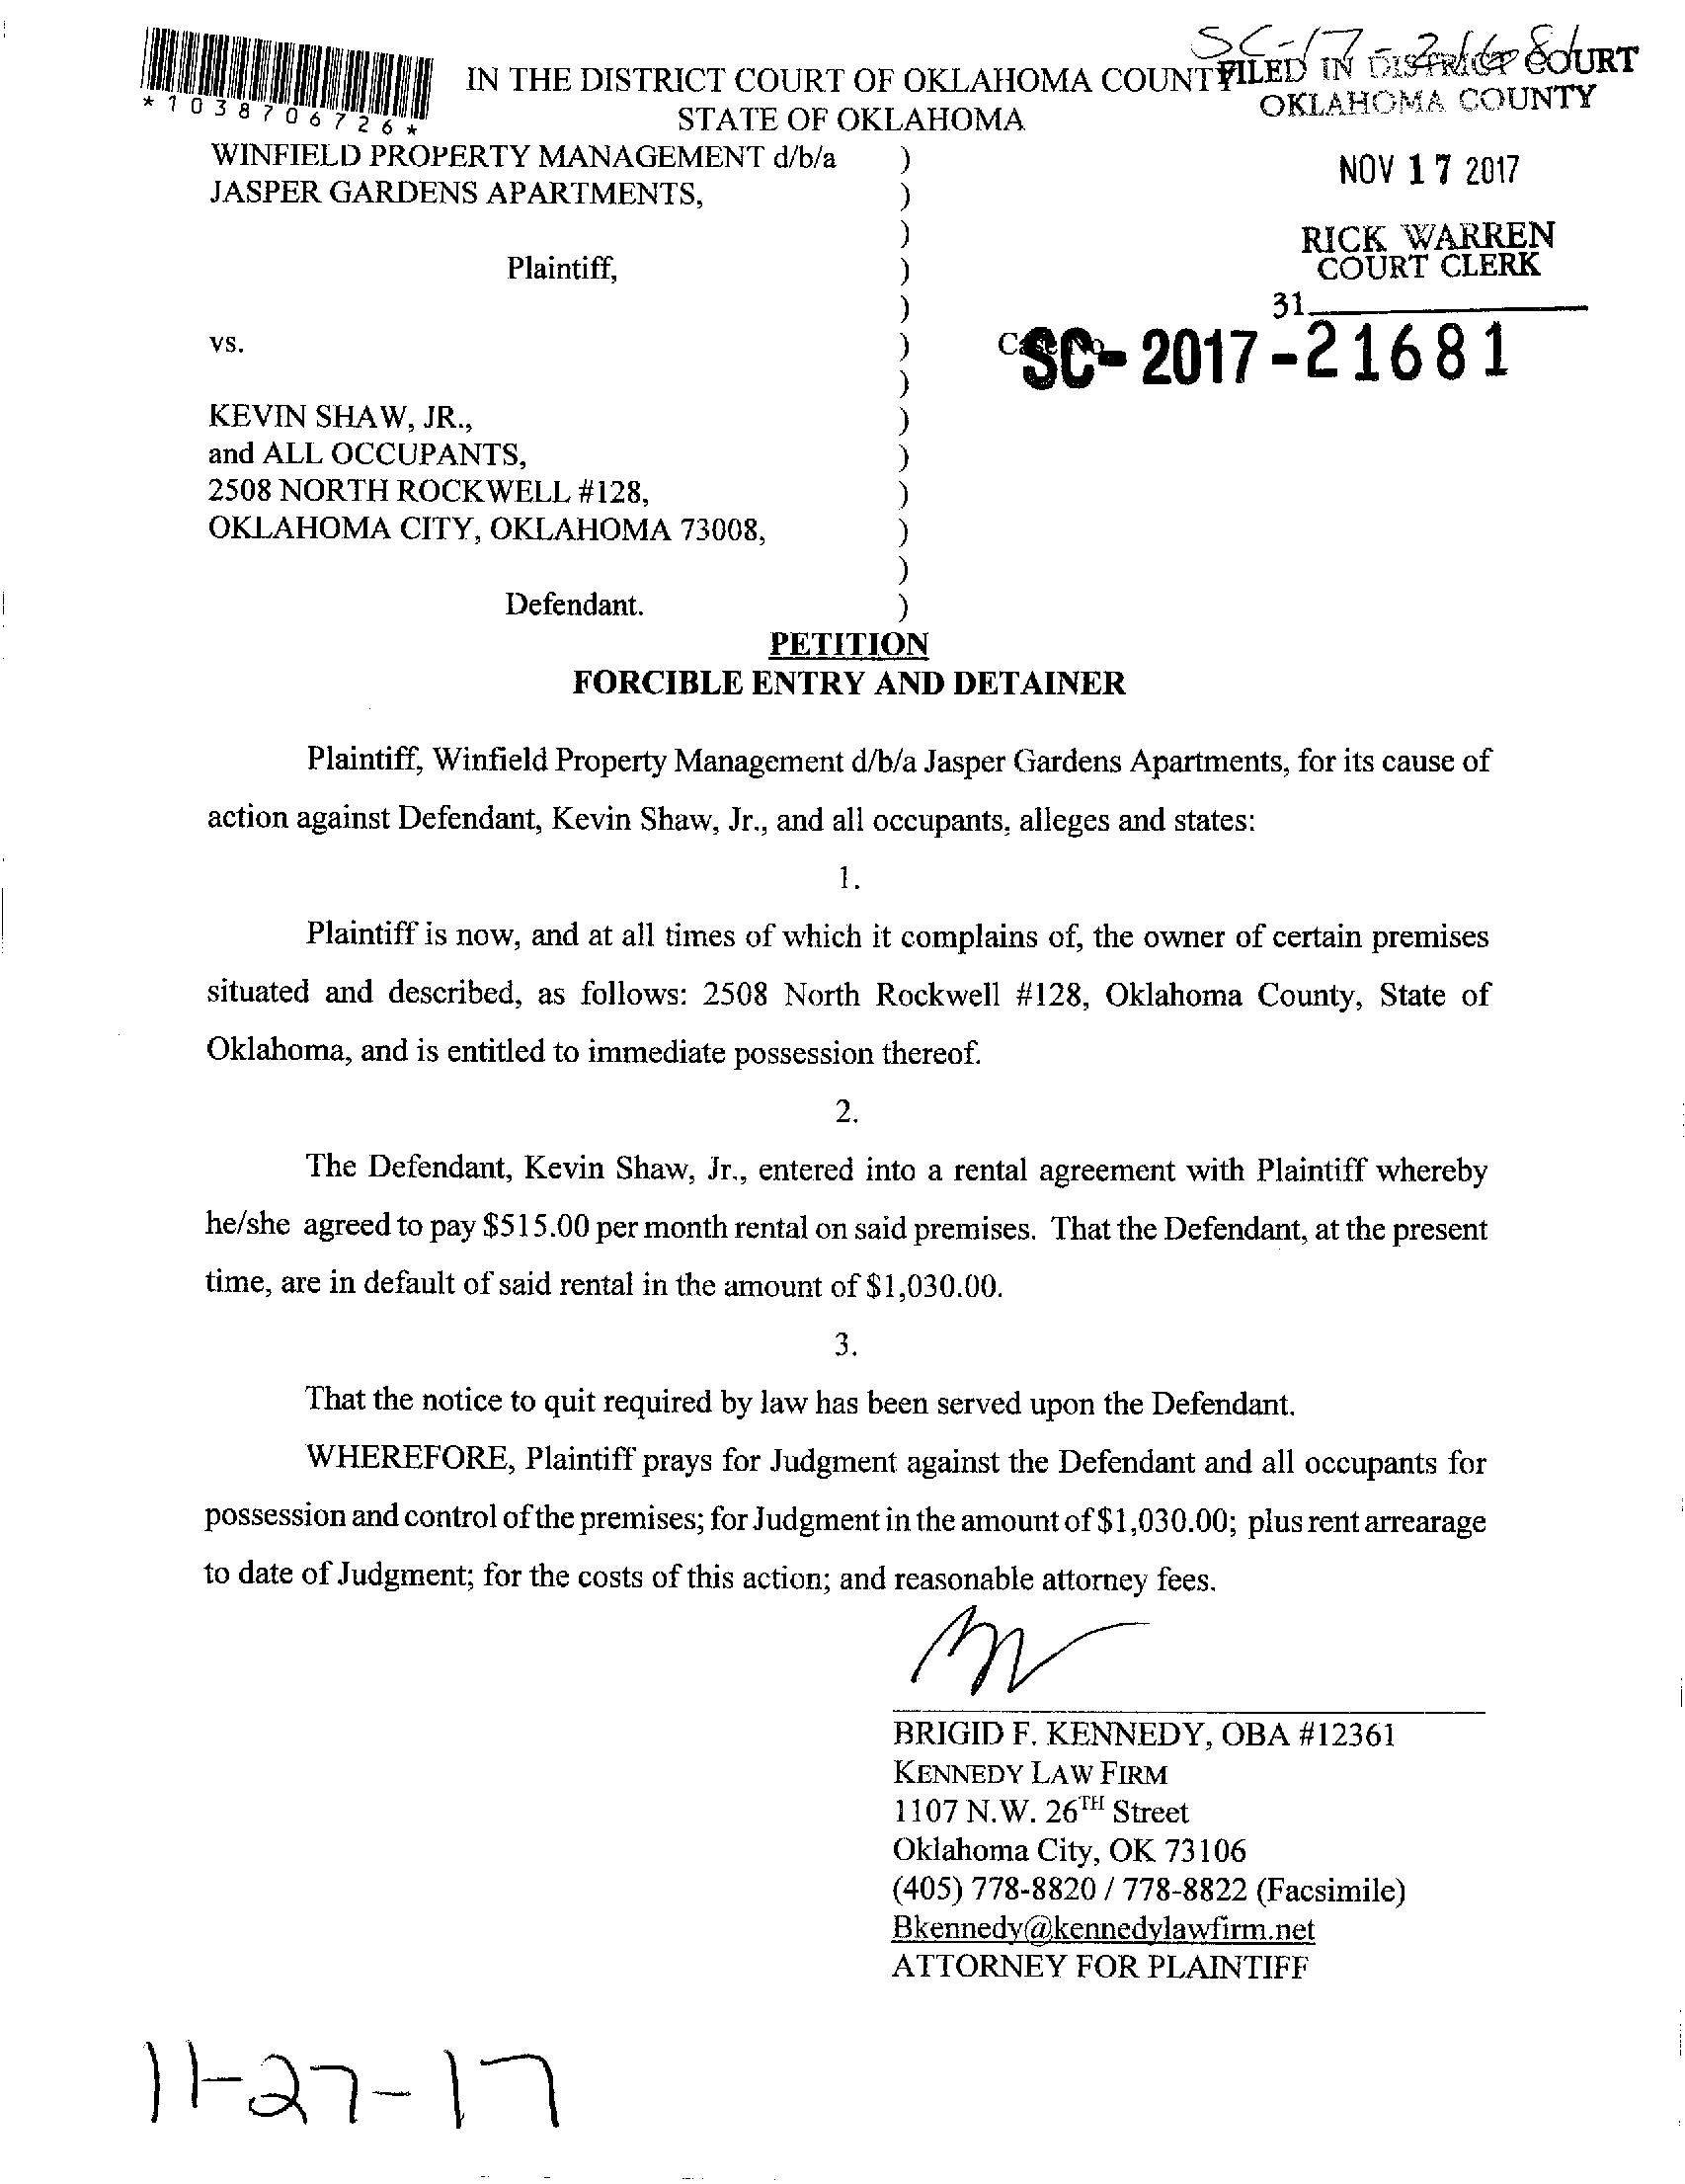 SC-17-21681
IN THE DISTRICT COURT OF OKLAHOMA COUNTY
FILED IN DISTRICT COURT
OKLAHOMA COUNTY
*1038706726*
STATE OF OKLAHOMA
WINFIELD PROPERTY MANAGEMENT d/b/a )
JASPER GARDENS APARTMENTS, )
)
NOV 17 2017
RICK WARREN
COURT CLERK
31
Plaintiff, )
)
vs. )
Case No.
SC-2017-21681
)
KEVIN SHAW, JR., )
and ALL OCCUPANTS, )
2508 NORTH ROCKWELL #128, )
OKLAHOMA CITY, OKLAHOMA 73008, )
)
Defendant. )
PETITION
FORCIBLE ENTRY AND DETAINER
Plaintiff, Winfield Property Management d/b/a Jasper Gardens Apartments, for its cause of
action against Defendant, Kevin Shaw, Jr., and all occupants, alleges and states:
1.
Plaintiff is now, and at all times of which it complains of, the owner of certain premises
situated and described, as follows: 2508 North Rockwell #128, Oklahoma County, State of
Oklahoma, and is entitled to immediate possession thereof.
2.
The Defendant, Kevin Shaw, Jr., entered into a rental agreement with Plaintiff whereby
he/she agreed to pay $515.00 per month rental on said premises. That the Defendant, at the present
time, are in default of said rental in the amount of $1,030.00.
3.
That the notice to quit required by law has been served upon the Defendant.
WHEREFORE, Plaintiff prays for Judgment against the Defendant and all occupants for
possession and control of the premises; for Judgment in the amount of $1,030.00; plus rent arrearage
to date of Judgment; for the costs of this action; and reasonable attorney fees.
BRIGID F. KENNEDY, OBA #12361
KENNEDY LAW FIRM
1107 N.W. 26TH Street
Oklahoma City, OK 73106
(405) 778-8820 / 778-8822 (Facsimile)
Bkennedy@kennedylawfirm.net
ATTORNEY FOR PLAINTIFF
11-27-17